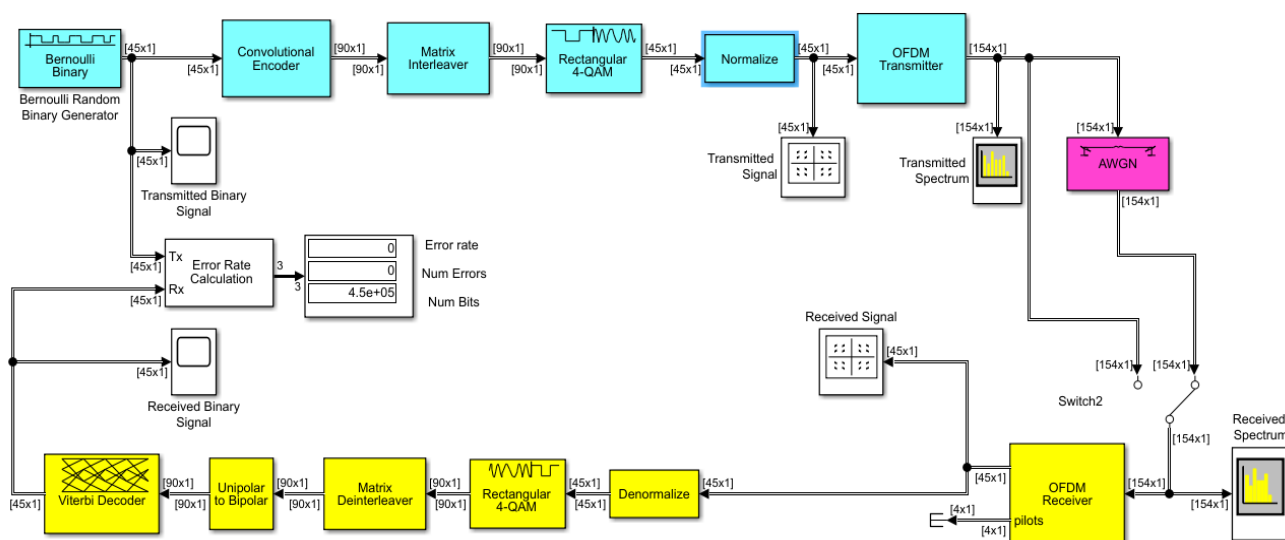 Bernoulli
Binary
Bernoulli Random
Binary Generator
[45x1]
[45x1]
Convolutional
Encoder
[90x1]
[90x1]
Matrix
Interleaver
[90x1]
[90x1]
Rectangular
4-QAM
[45x1]
[45x1]
Normalize
[45x1]
[45x1]
OFDM
Transmitter
[154x1]
[45x1]
Transmitted Binary
Signal
[45x1]
Transmitted
Signal
[154x1]
Transmitted
Spectrum
[154x1]
AWGN
[154x1]
[45x1]
Tx
Rx
[45x1]
Error Rate
Calculation
3
3
0
0
4.5e+05
Error rate
Num Errors
Num Bits
[45x1]
Received Binary
Signal
Received Signal
[45x1]
[154x1]
[154x1]
Switch2
[154x1]
Received
Spectrum
[45x1]
Viterbi Decoder
[90x1]
[90x1]
Unipolar
to Bipolar
[90x1]
[90x1]
Matrix
Deinterleaver
[90x1]
[90x1]
Rectangular
4-QAM
[45x1]
[45x1]
Denormalize
[45x1]
[45x1]
[4x1]
[4x1]
pilots
OFDM
Receiver
[154x1]
[154x1]